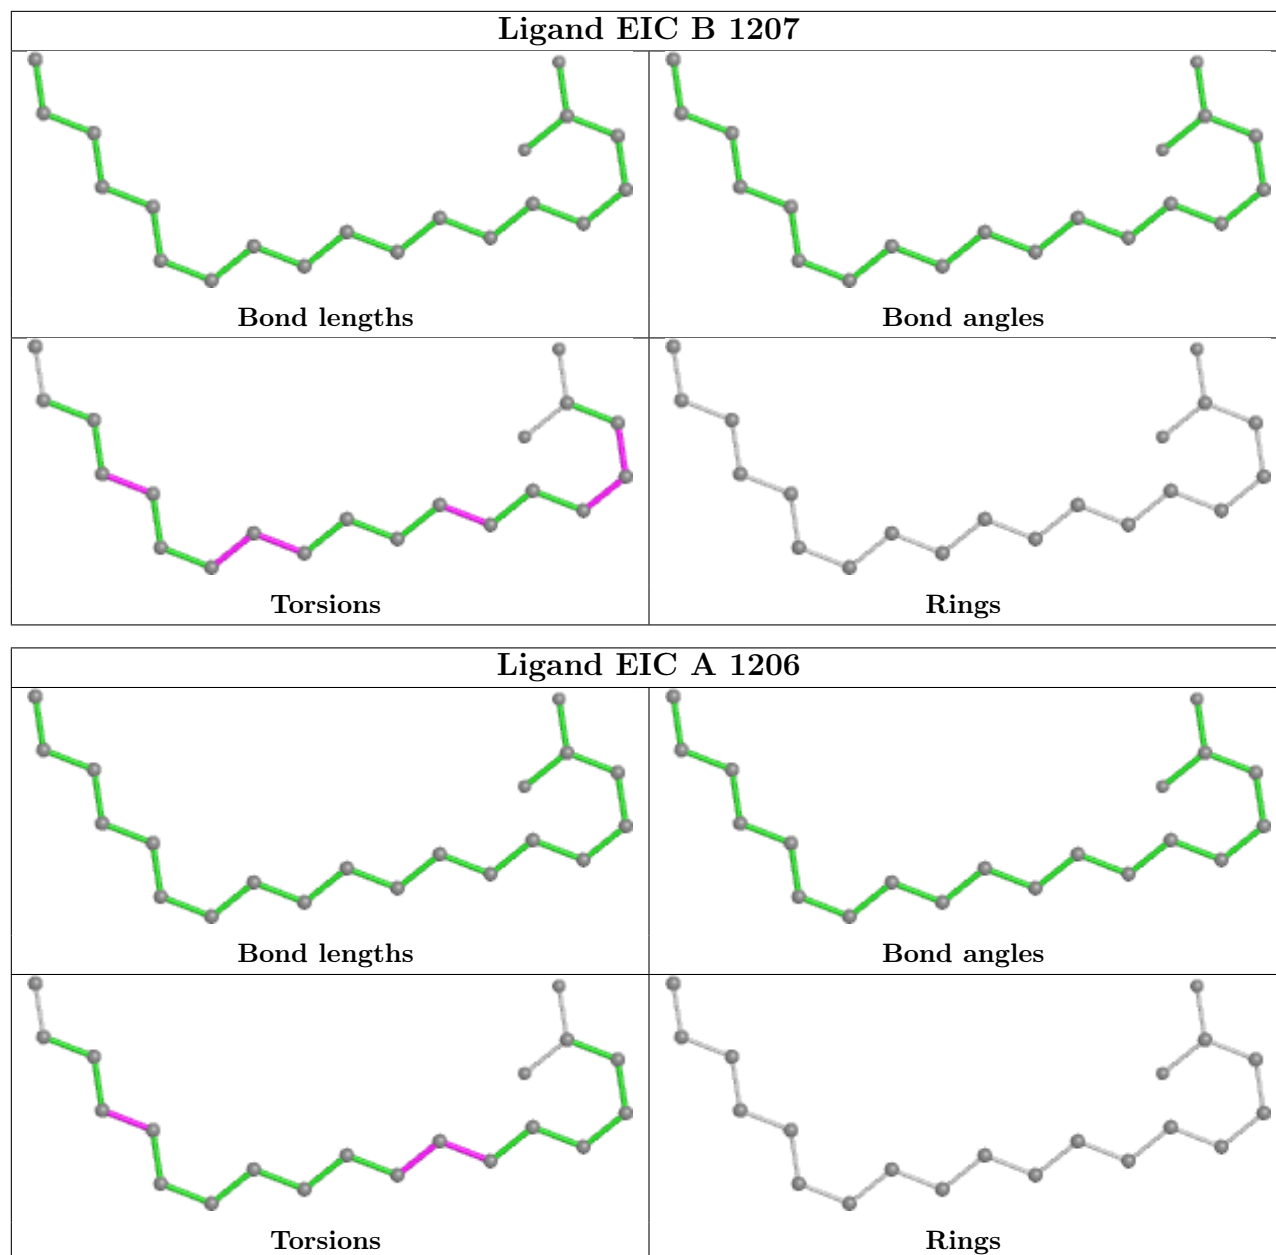 Ligand EIC B 1207
Bond lengths
Bond angles
Torsions
Rings
Ligand EIC A 1206
Bond lengths
Bond angles
Torsions
Rings